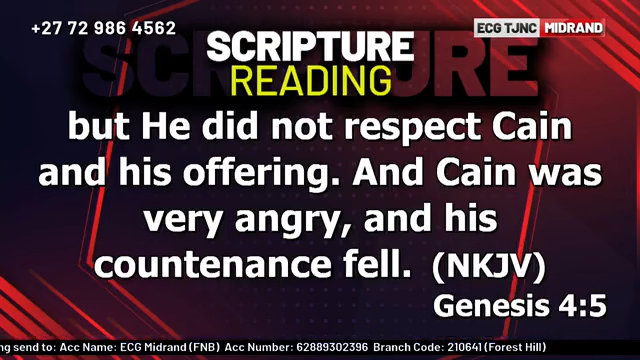 +27 72 986 4562
ECG TJNC MIDRAND
SCRIPTURE
READING
but He did not respect Cain
and his offering. And Cain was
very angry, and his
countenance fell. (NKJV)
Genesis 4:5
ng send to: Acc Name: ECG Midrand (FNB) Acc Number: 62889302396 Branch Code: 210641 (Forest Hill)